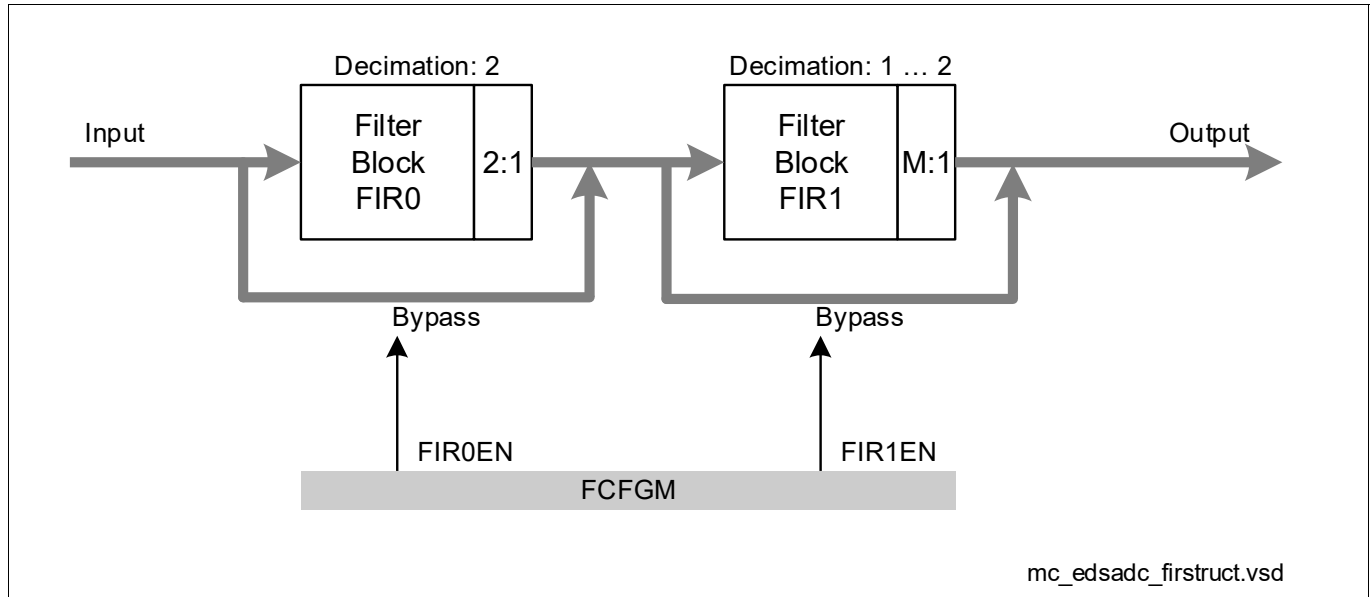 Decimation: 2
Decimation: 1 … 2
Input
Filter
Block
FIR0
2:1
Filter
Block
FIR1
M:1
Output
Bypass
Bypass
FIR0EN
FIR1EN
FCFGM
mc_edsadc_firstruct.vsd